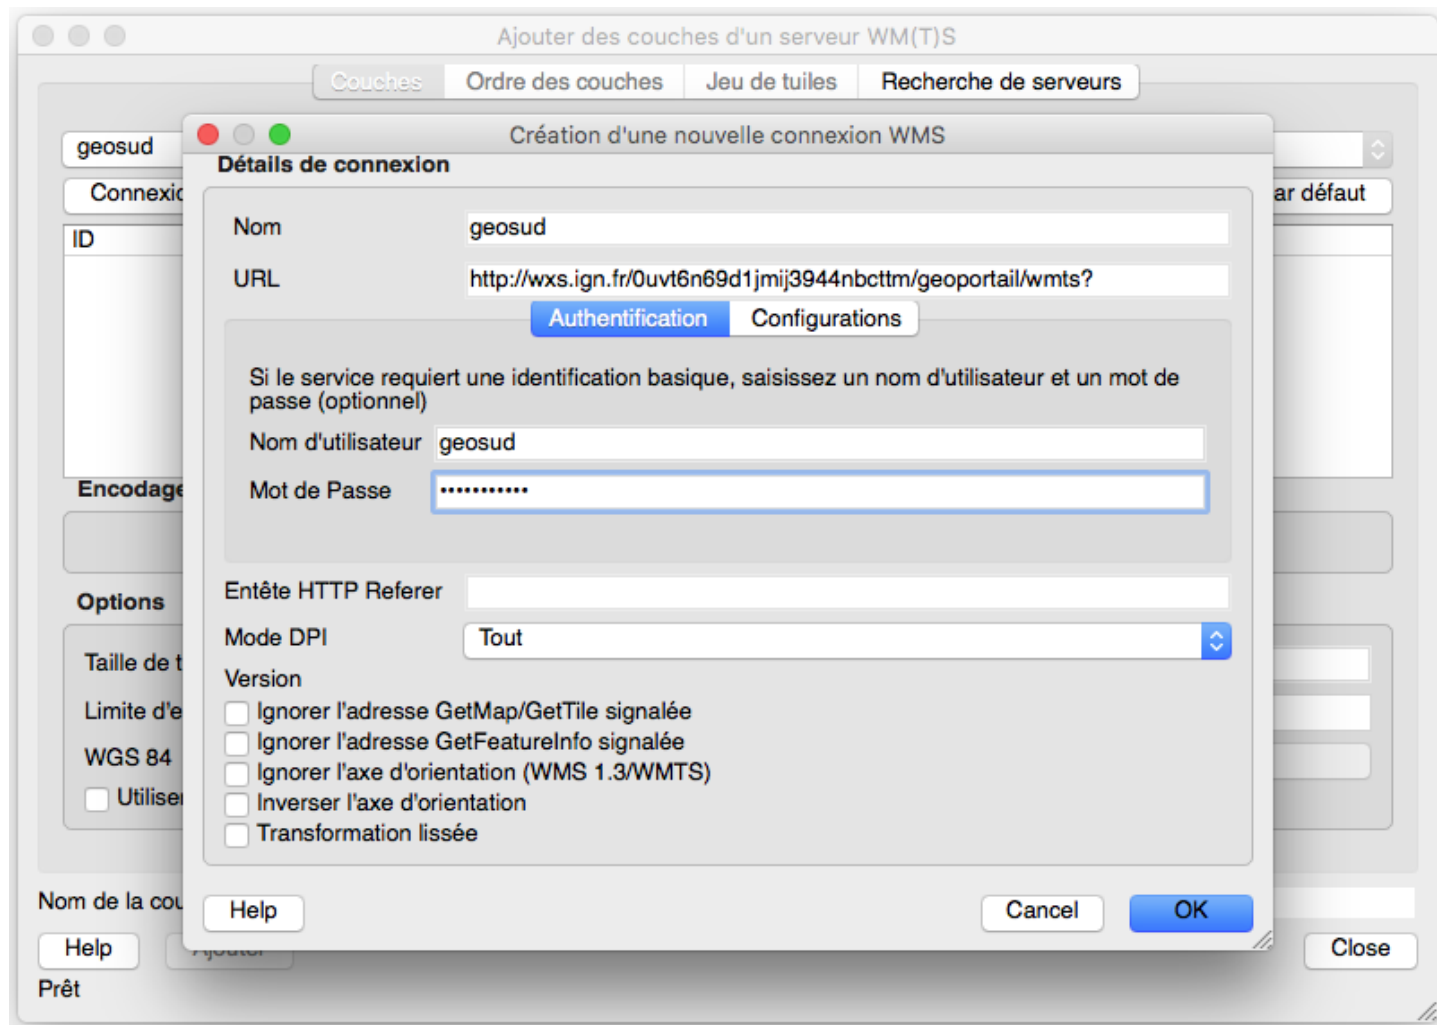 Ajouter des couches d'un serveur WM(T)S
Couches Ordre des couches Jeu de tuiles Recherche de serveurs
geosud
Création d'une nouvelle connexion WMS
Détails de connexion
Connexio
ar défaut
ID
Nom geosud
URL http://wxs.ign.fr/0uvt6n69d1jmij3944nbcttm/geoportail/wmts?
Authentification Configurations
Si le service requiert une identification basique, saisissez un nom d'utilisateur et un mot de
passe (optionnel)
Nom d'utilisateur geosud
Mot de Passe •••••••••••
Encodage
Entête HTTP Referer
Options
Mode DPI Tout
Taille de t
Version
Limite d'e
Ignorer l'adresse GetMap/GetTile signalée
Ignorer l'adresse GetFeatureInfo signalée
WGS 84
Ignorer l'axe d'orientation (WMS 1.3/WMTS)
Utiliser
Inverser l'axe d'orientation
Transformation lissée
Nom de la cou
Help Cancel OK
Help Ajouter Close
Prêt